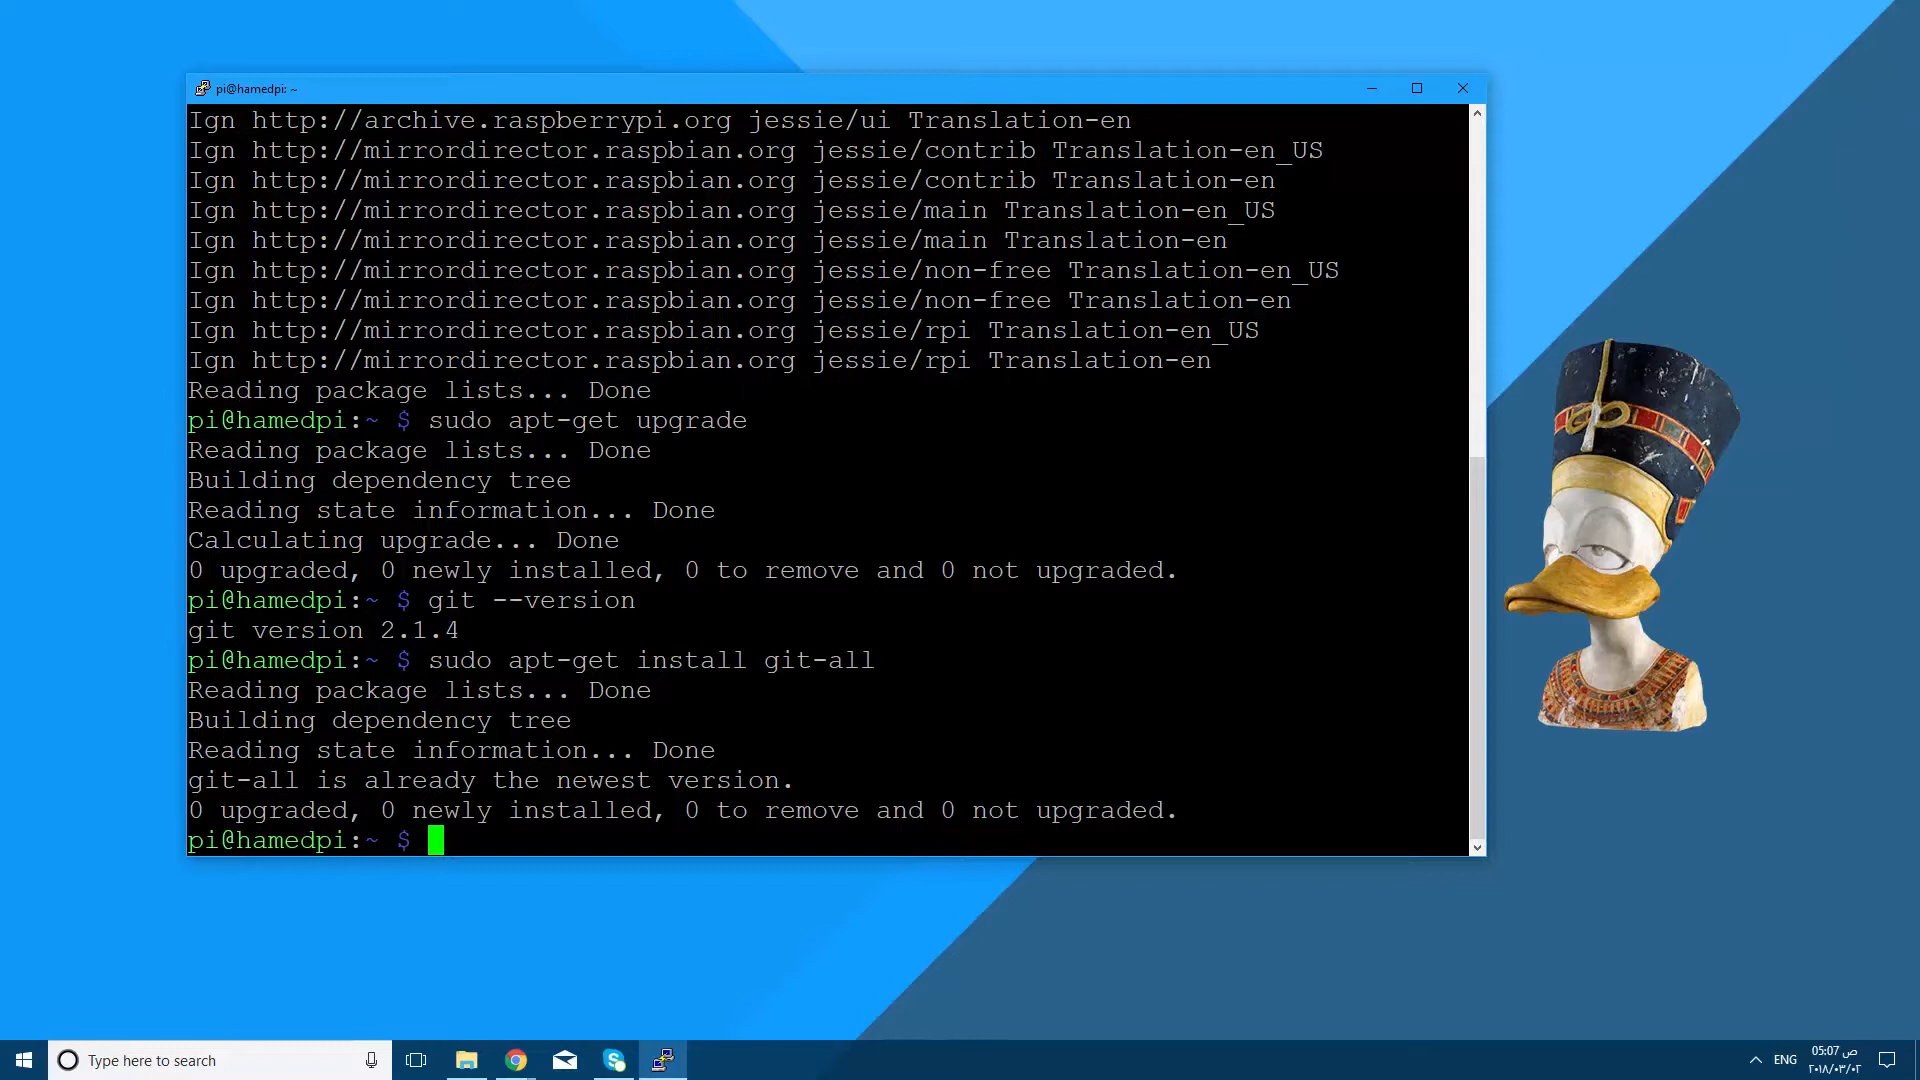 pi@hamedpi: ~
Ign http://archive.raspberrypi.org jessie/ui Translation-en
Ign http://mirrordirector.raspbian.org jessie/contrib Translation-en_US
Ign http://mirrordirector.raspbian.org jessie/contrib Translation-en
Ign http://mirrordirector.raspbian.org jessie/main Translation-en_US
Ign http://mirrordirector.raspbian.org jessie/main Translation-en
Ign http://mirrordirector.raspbian.org jessie/non-free Translation-en_US
Ign http://mirrordirector.raspbian.org jessie/non-free Translation-en
Ign http://mirrordirector.raspbian.org jessie/rpi Translation-en_US
Ign http://mirrordirector.raspbian.org jessie/rpi Translation-en
Reading package lists... Done
pi@hamedpi:~ $ sudo apt-get upgrade
Reading package lists... Done
Building dependency tree
Reading state information... Done
Calculating upgrade... Done
0 upgraded, 0 newly installed, 0 to remove and 0 not upgraded.
pi@hamedpi:~ $ git --version
git version 2.1.4
pi@hamedpi:~ $ sudo apt-get install git-all
Reading package lists... Done
Building dependency tree
Reading state information... Done
git-all is already the newest version.
0 upgraded, 0 newly installed, 0 to remove and 0 not upgraded.
pi@hamedpi:~ $
Type here to search
ENG
05:07 ص
٢٠١٨/٠٣/٠٢